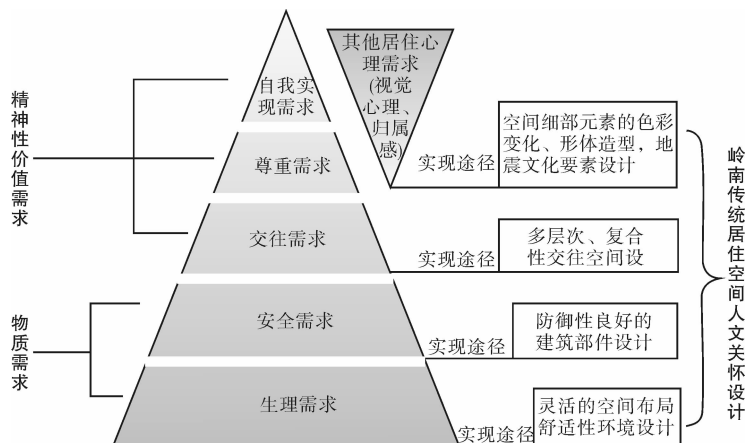 精神性价值需求
物质需求
自我实
现需求
尊重需求
交往需求
安全需求
生理需求
其他居住心
理需求
(视觉
心理、
归属
感)
实现途径
空间细部元素的色彩
变化、形体造型，地
震文化要素设计
实现途径
多层次、复合
性交往空间设
实现途径
防御性良好的
建筑部件设计
实现途径
灵活的空间布局
舒适性环境设计
岭南传统居住空间人文关怀设计